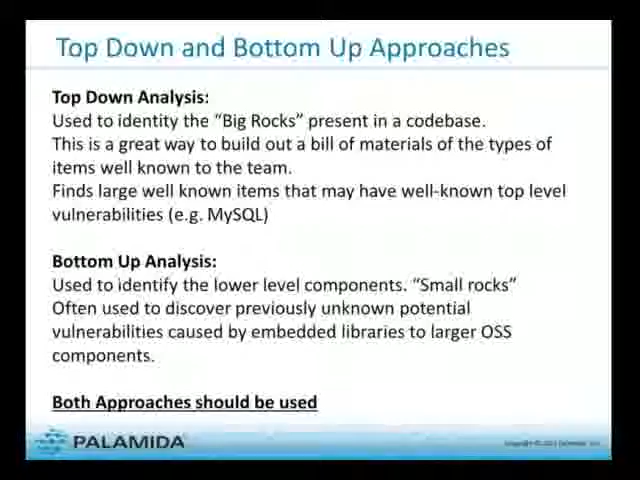 Top Down and Bottom Up Approaches
Top Down Analysis:
Used to identity the “Big Rocks” present in a codebase.
This is a great way to build out a bill of materials of the types of
items well known to the team.
Finds large well known items that may have well-known top level
vulnerabilities (e.g. MySQL)
Bottom Up Analysis:
Used to identify the lower level components. “Small rocks”
Often used to discover previously unknown potential
vulnerabilities caused by embedded libraries to larger OSS
components.
Both Approaches should be used
PALAMIDA